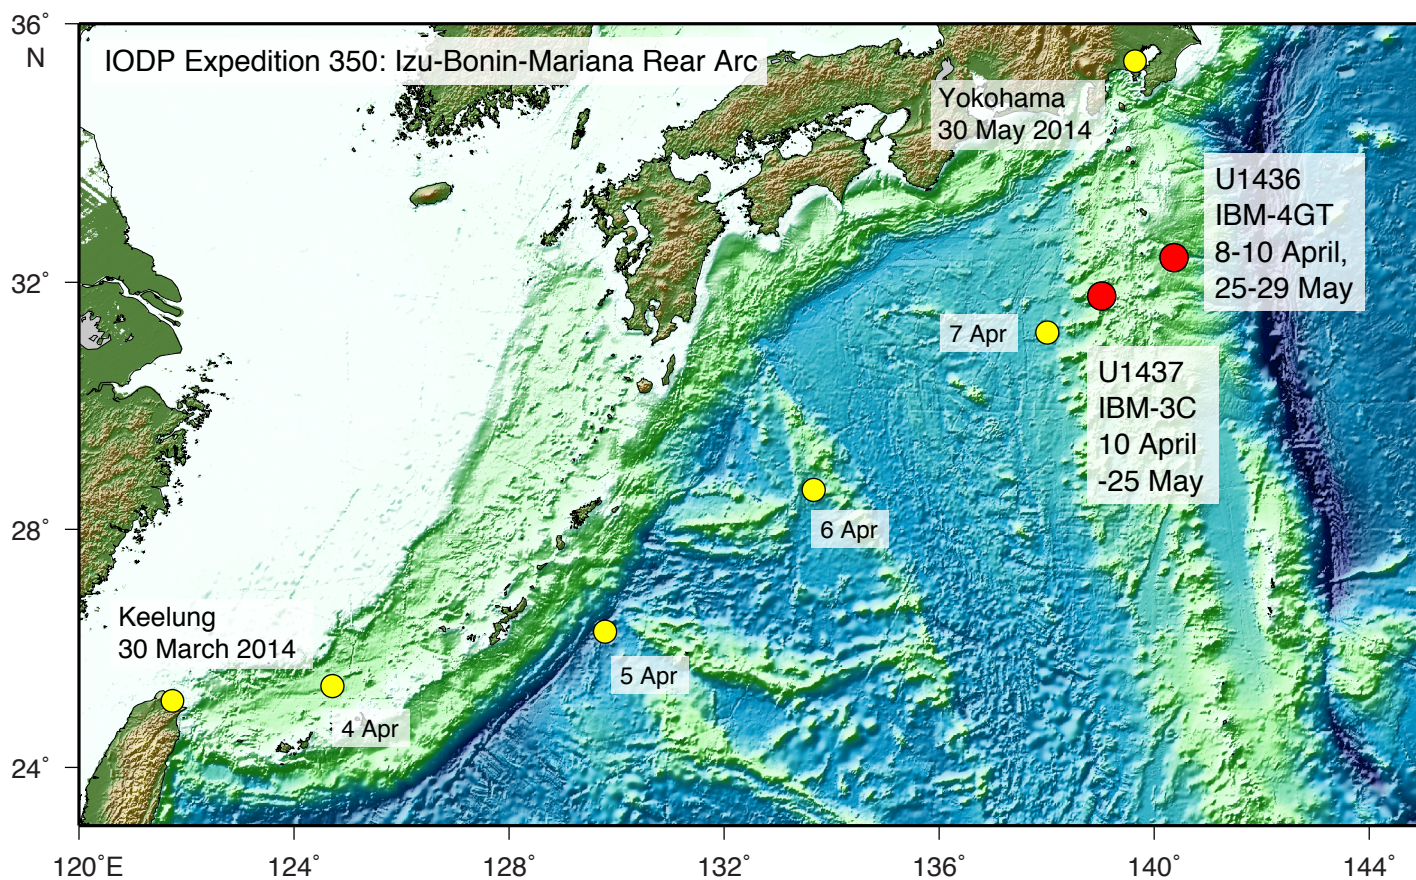 36°
N
IODP Expedition 350: Izu-Bonin-Mariana Rear Arc
Yokohama
30 May 2014
U1436
IBM-4GT
8-10 April,
25-29 May
32°
7 Apr
U1437
IBM-3C
10 April
-25 May
28°
6 Apr
Keelung
30 March 2014
5 Apr
4 Apr
24°
120°E
124°
128°
132°
136°
140°
144°